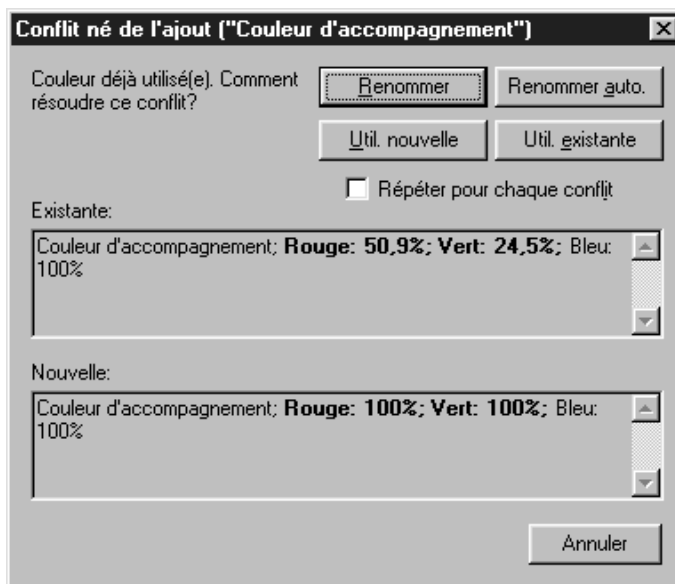 Conflit né de l'ajout ("Couleur d'accompagnement")
Couleur déjà utilisé(e). Comment
résoudre ce conflit?
Renommer
Renommer auto.
Util. nouvelle
Util. existante
Répéter pour chaque conflit
Existante:
Couleur d'accompagnement; Rouge: 50,9%; Vert: 24,5%; Bleu:
100%
Nouvelle:
Couleur d'accompagnement; Rouge: 100%; Vert: 100%; Bleu:
100%
Annuler